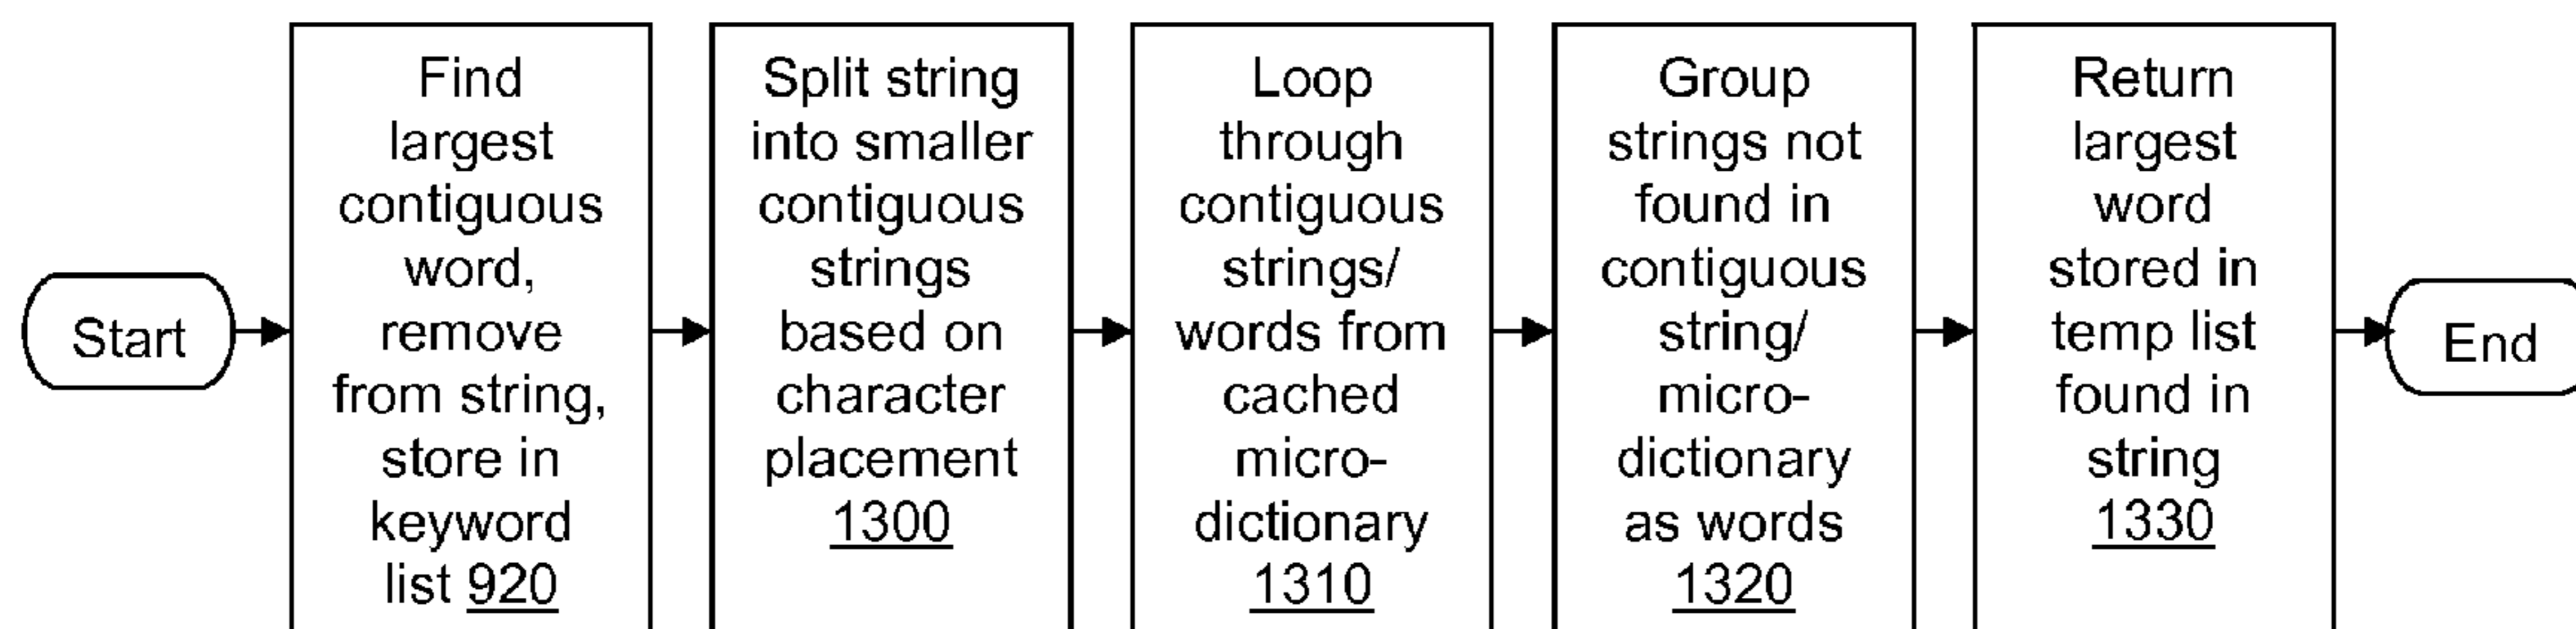 Start
Find
largest
contiguous
word,
remove
from string,
store in
keyword
list 920
Split string
into smaller
contiguous
strings
based on
character
placement
1300
Loop
through
contiguous
strings/
words from
cached
micro-
dictionary
1310
Group
strings not
found in
contiguous
string/
micro-
dictionary
as words
1320
Return
largest
word
stored in
temp list
found in
string
1330
End